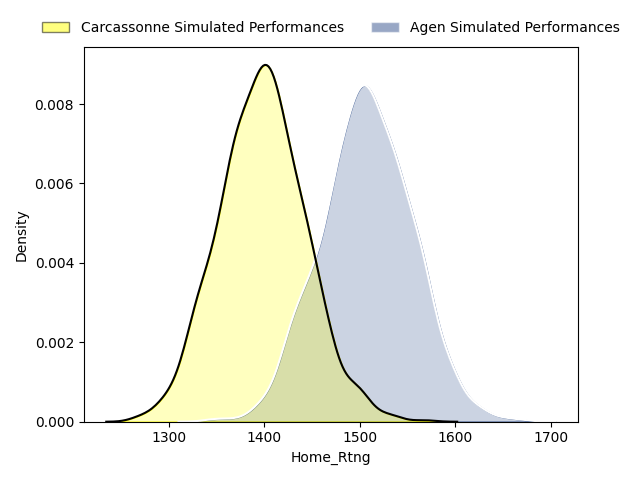 Carcassonne Simulated Performances
Agen Simulated Performances
0.008
0.006
0.004
0.002
0.000
Density
1300
1400
1500
1600
1700
Home_Rtng